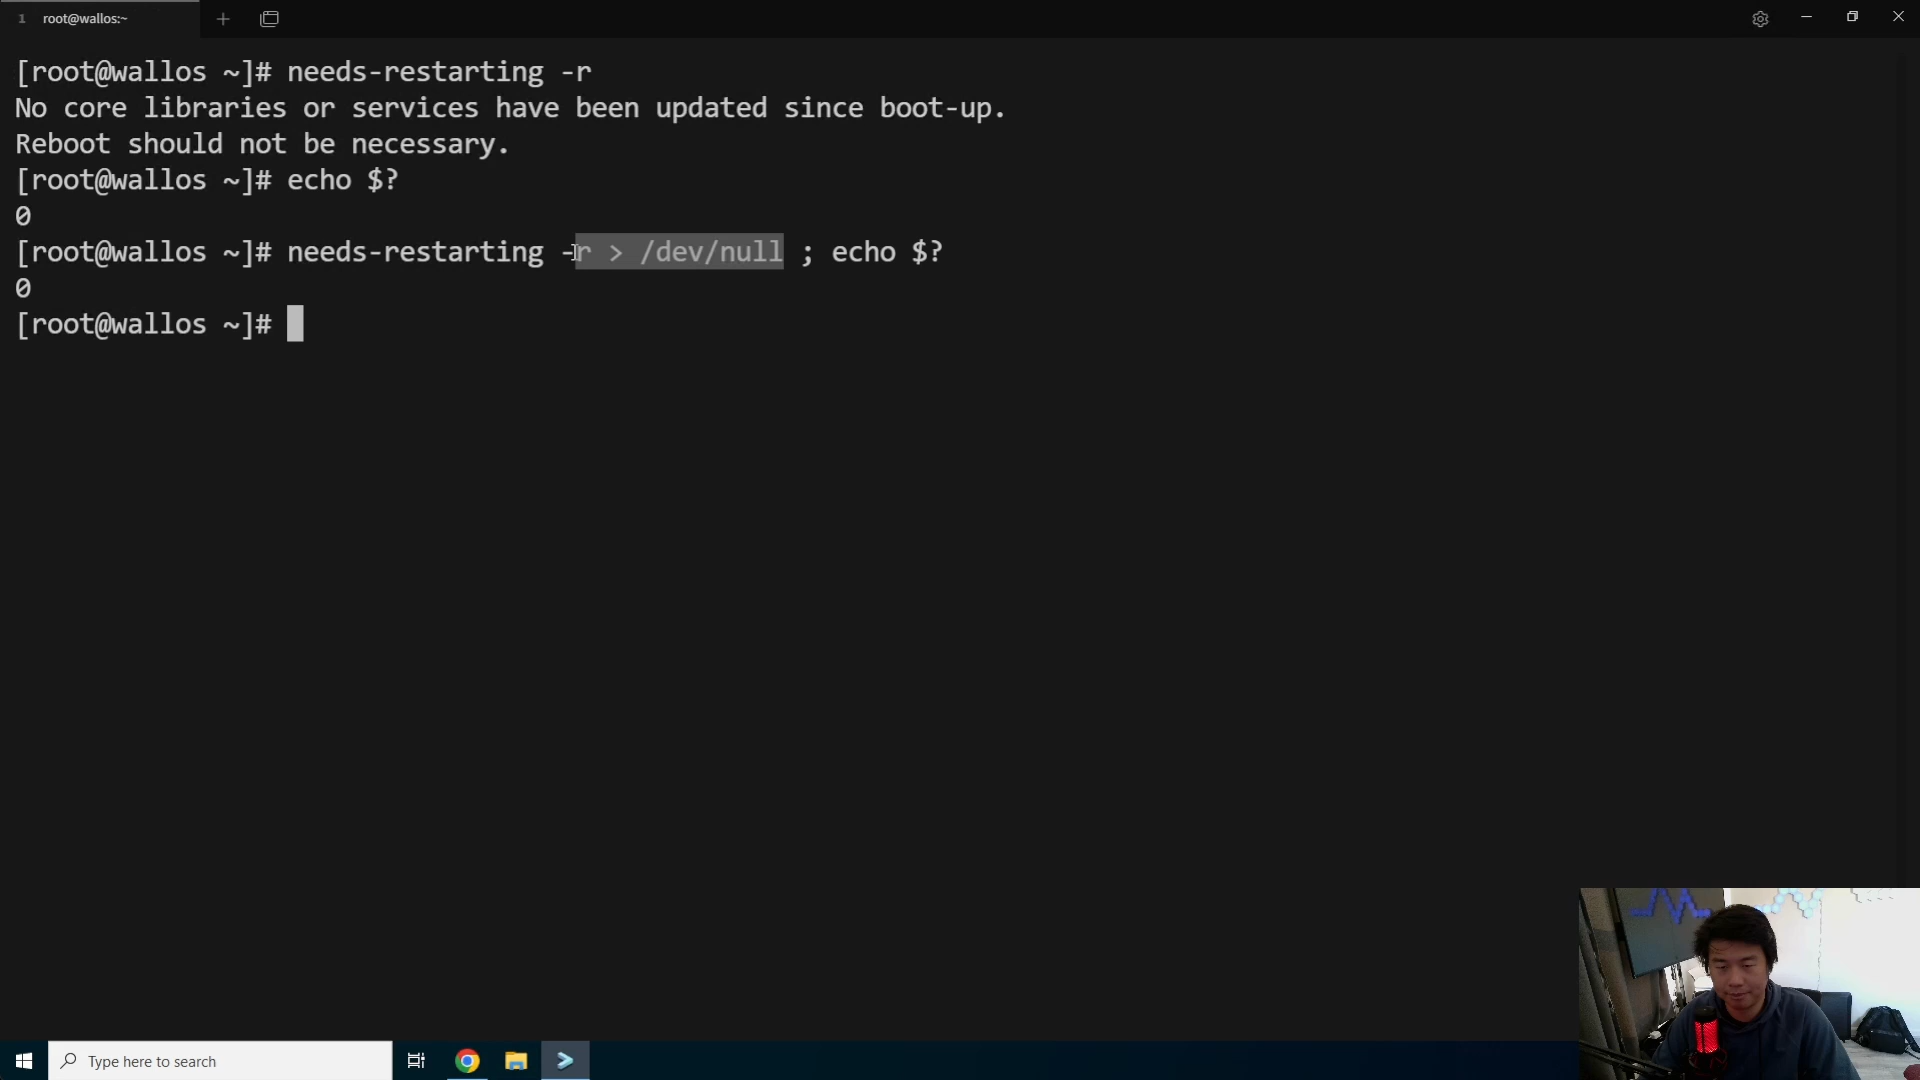 1 root@wallos:~
[root@wallos ~]# needs-restarting -r
No core libraries or services have been updated since boot-up.
Reboot should not be necessary.
[root@wallos ~]# echo $?
0
[root@wallos ~]# needs-restarting -r > /dev/null ; echo $?
0
[root@wallos ~]#
Type here to search